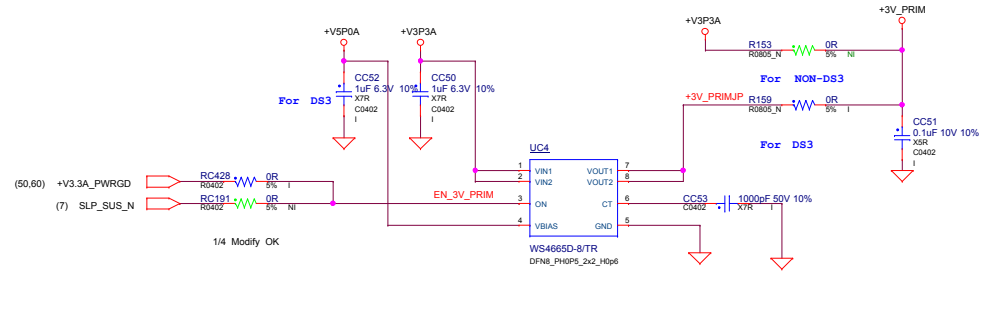 +3V_PRIM
+V3P3A
+V5P0A
+V3P3A
R153 0R
R0805_N 5% NI
For NON-DS3
CC52
1uF 6.3V 10%
X7R
C0402
I
CC50
1uF 6.3V 10%
X7R
C0402
I
For DS3
+3V_PRIMJP
R159 0R
R0805_N 5% I
For DS3
CC51
0.1uF 10V 10%
X5R
C0402
I
UC4
1 VIN1 VOUT1 7
2 VIN2 VOUT2 8
3 ON CT 6
4 VBIAS GND 5
WS4665D-8/TR
DFN8_PH0P5_2x2_H0p6
EN_3V_PRIM
CC53 1000pF 50V 10%
C0402 X7R I
(50,60) +V3.3A_PWRGD
RC428 0R
R0402 5% I
(7) SLP_SUS_N
RC191 0R
R0402 5% NI
1/4 Modify OK